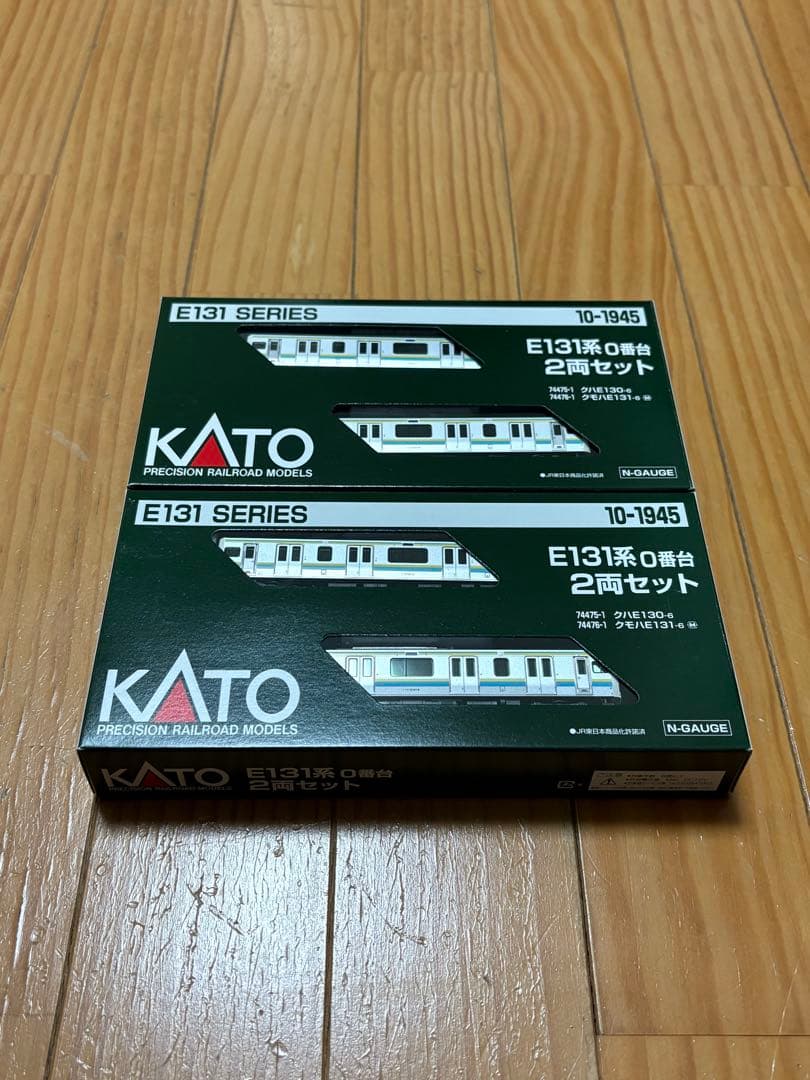 E131 SERIES
10-1945
E131系 0番台
2両セット
74475-1 クハE130-6
74476-1 クモハE131-6 M
KATO
PRECISION RAILROAD MODELS
●JR東日本商品化許諾済
N-GAUGE
E131 SERIES
10-1945
E131系 0番台
2両セット
74475-1 クハE130-6
74476-1 クモハE131-6 M
KATO
PRECISION RAILROAD MODELS
●JR東日本商品化許諾済
N-GAUGE
KATO
PRECISION RAILROAD MODELS
E131系 0番台
2両セット